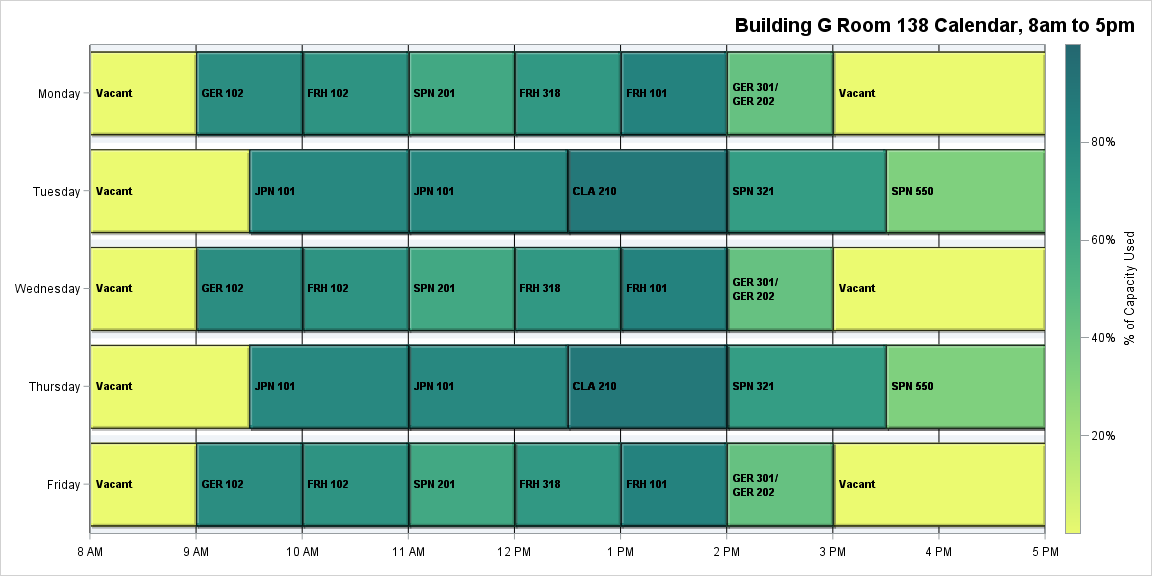 Building G Room 138 Calendar, 8am to 5pm
Monday
Vacant
GER 102
FRH 102
SPN 201
FRH 318
FRH 101
GER 301/
GER 202
Vacant
Tuesday
Vacant
JPN 101
JPN 101
CLA 210
SPN 321
SPN 550
Wednesday
Vacant
GER 102
FRH 102
SPN 201
FRH 318
FRH 101
GER 301/
GER 202
Vacant
Thursday
Vacant
JPN 101
JPN 101
CLA 210
SPN 321
SPN 550
Friday
Vacant
GER 102
FRH 102
SPN 201
FRH 318
FRH 101
GER 301/
GER 202
Vacant
8 AM
9 AM
10 AM
11 AM
12 PM
1 PM
2 PM
3 PM
4 PM
5 PM
80%
60%
40%
20%
% of Capacity Used